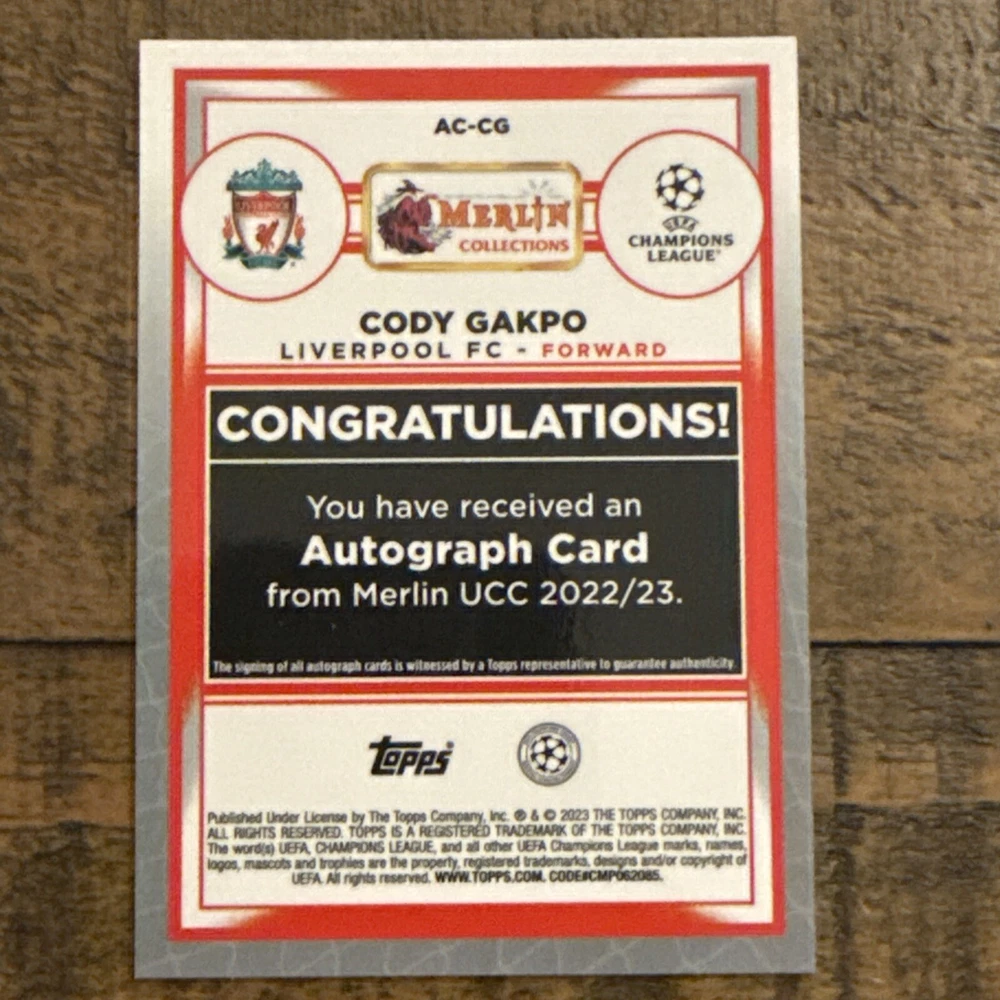 AC-CG
LIVERPOOL
MERLIN
COLLECTIONS
UEFA
CHAMPIONS
LEAGUE
CODY GAKPO
LIVERPOOL FC - FORWARD
CONGRATULATIONS!
You have received an
Autograph Card
from Merlin UCC 2022/23.
The signing of all autograph cards is witnessed by a Topps representative to guarantee authenticity
topps
Published Under License by The Topps Company, Inc. ® & © 2023 THE TOPPS COMPANY, INC.
ALL RIGHTS RESERVED. TOPPS IS A REGISTERED TRADEMARK OF THE TOPPS COMPANY, INC.
The word(s) UEFA, CHAMPIONS LEAGUE, and all other UEFA Champions League marks, names,
logos, mascots and trophies are the property, registered trademarks, designs and/or copyright of
UEFA. All rights reserved. WWW.TOPPS.COM. CODE#CMP062085.